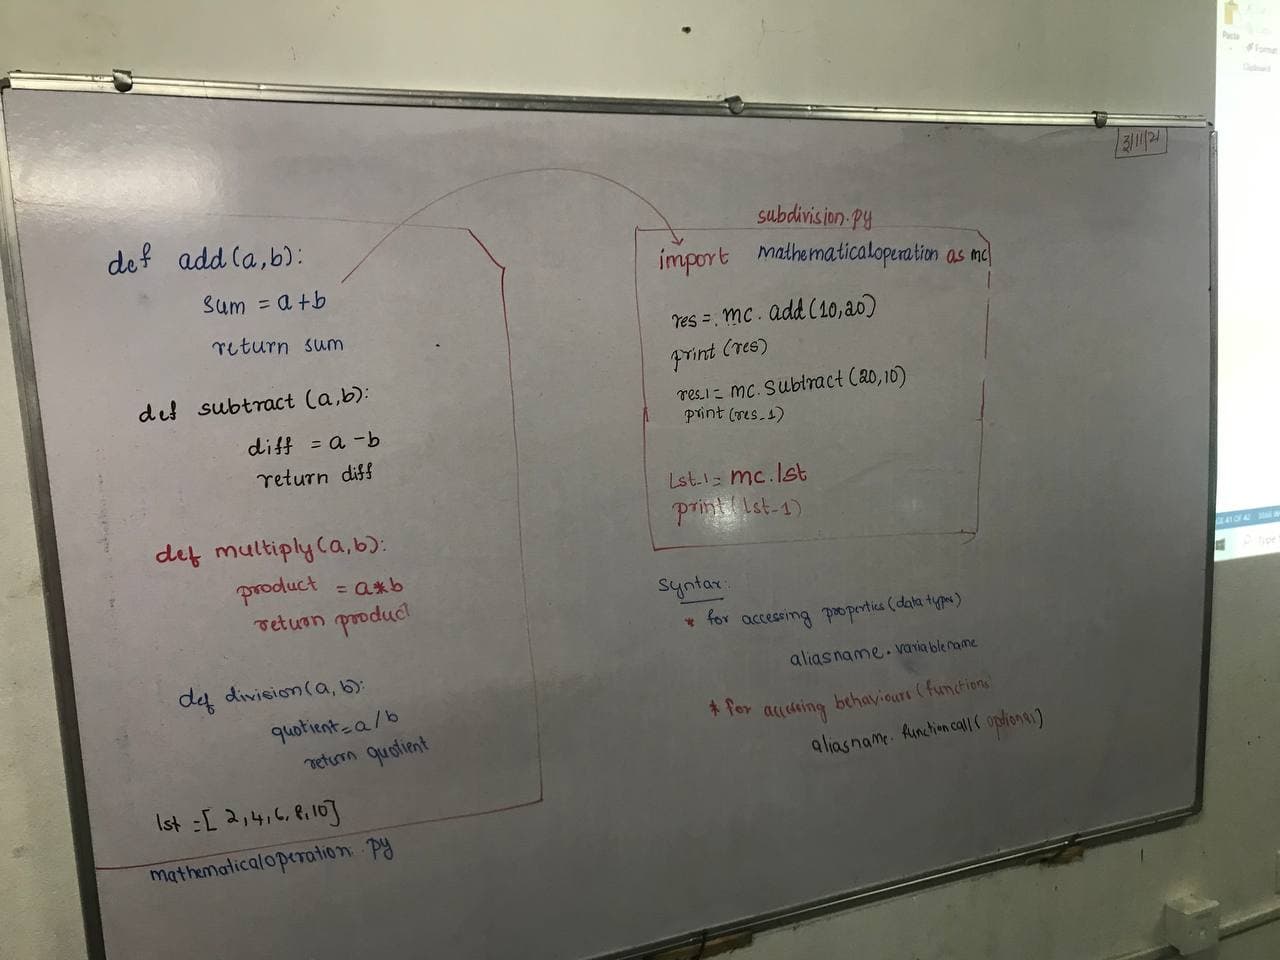 3/11/21
def add(a,b):
sum = a+b
return sum
def subtract (a,b):
diff = a-b
return diff
def multiply(a,b):
product = a*b
return product
def division(a,b):
quotient=a/b
return quotient
lst =[ 2,4,6,8,10]
mathematicaloperation.py
subdivision.py
import mathematicaloperation as mc
res = mc. add(10,20)
print (res)
res_1= mc. subtract (20,10)
print (res_1)
lst_1= mc.lst
print( lst_1)
Syntax:
* for accessing properties (data types)
aliasname.variablename
* for accessing behaviours (functions
aliasname.functioncall( optional)
Paste
Format
Clipboard